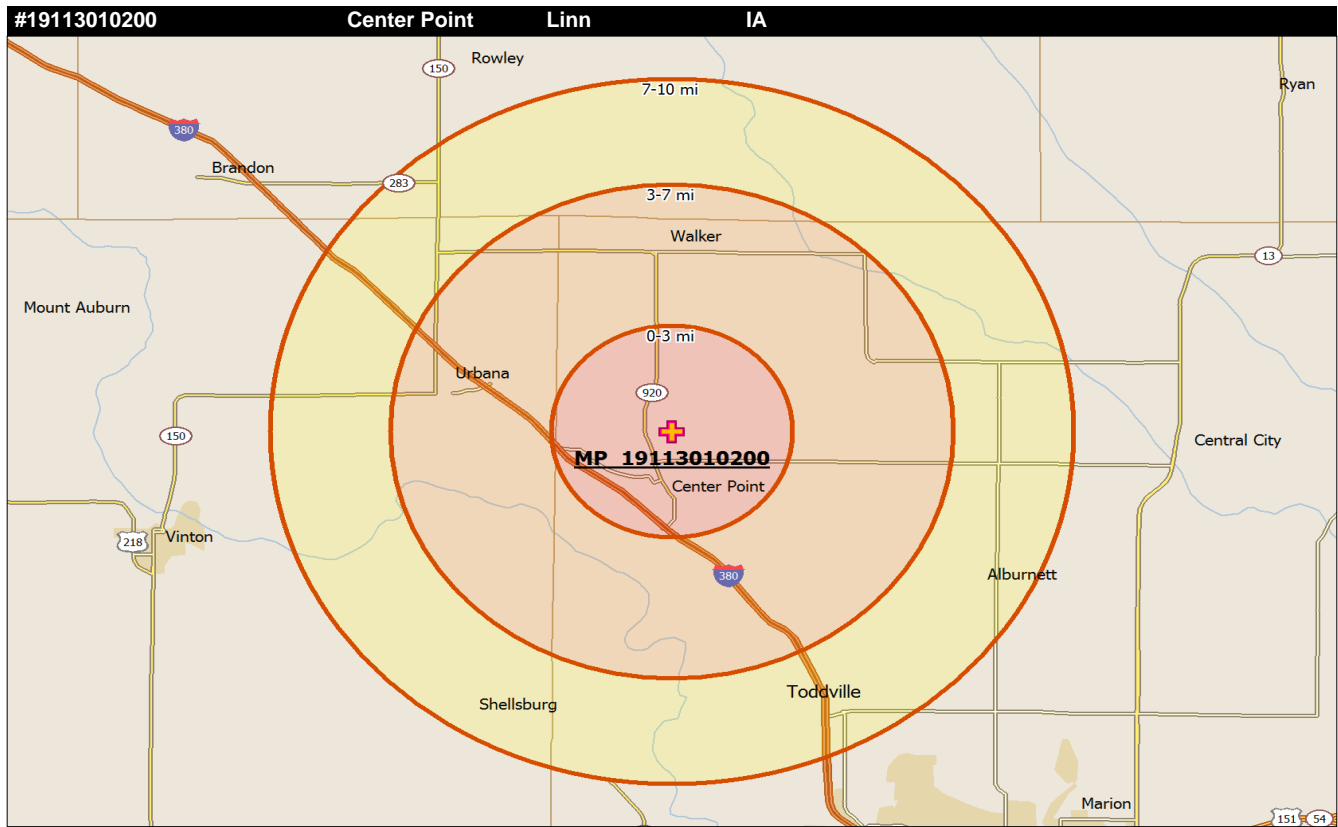 #19113010200 Center Point Linn IA
Rowley
150
7-10 mi
Ryan
380
Brandon
283
3-7 mi
Walker
13
Mount Auburn
0-3 mi
Urbana
920
150
Central City
MP 19113010200
Center Point
218
Vinton
380
Alburnett
Shellsburg
Toddville
Marion
151
54